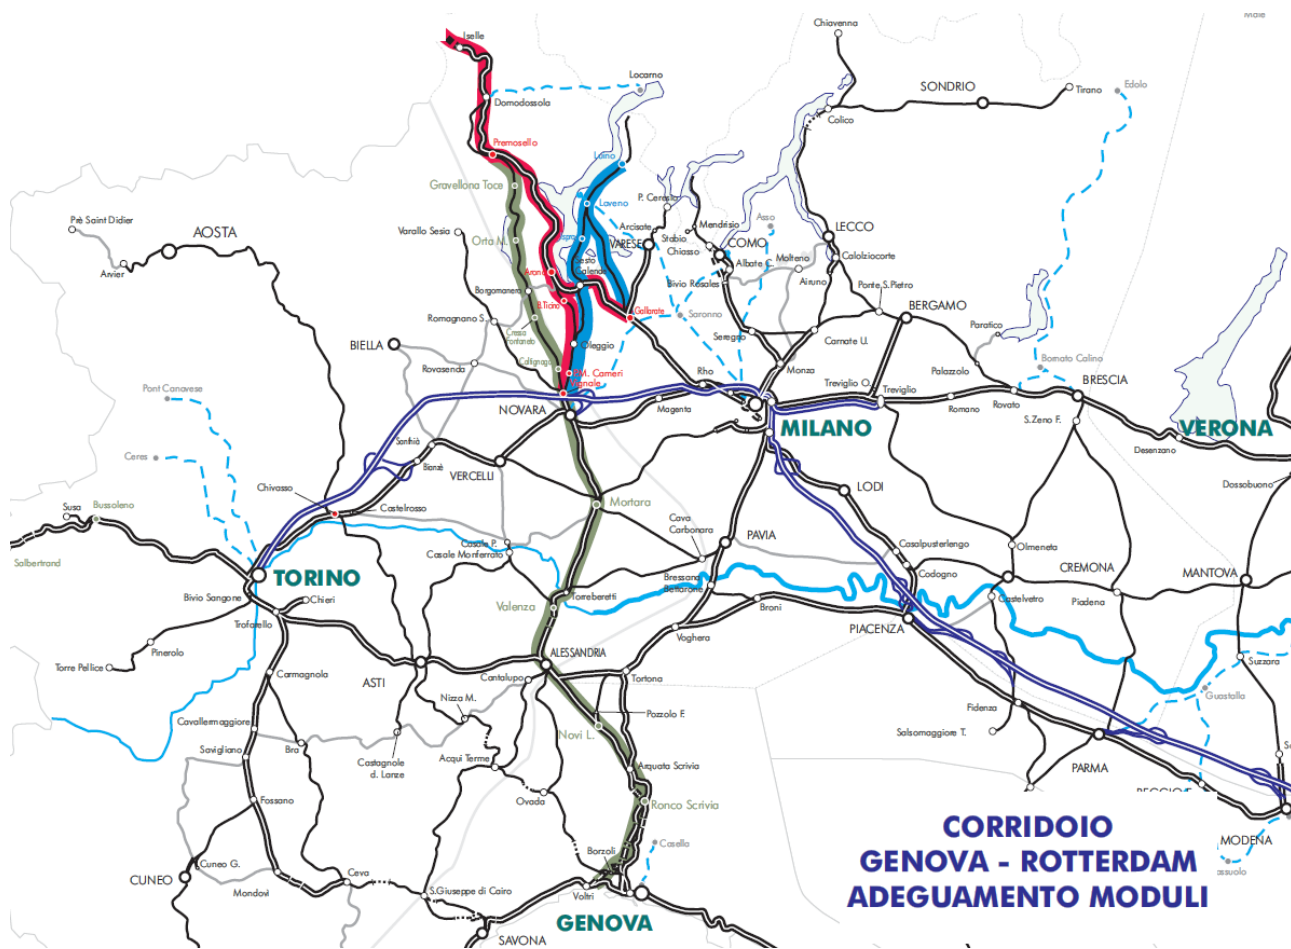 Male
Chiavenna
Iselle
Locarno
SONDRIO
Tirano
Edolo
Domodossola
Colico
Premosello
Luino
Gravellona Toce
P. Ceresio
Laveno
Prè Saint Didier
AOSTA
Varallo Sesia
Arcisate
Mendrisio
Asso
LECCO
Orta M.
Ispra
VARESE
Stabio
Chiasso
COMO
Albate C.
Molteno
Calolziocorte
Arvier
Arona
Sesto
Calende
Borgomanero
Bivio Rosales
Airuno
Ponte S.Pietro
B.Ticino
Gallarate
Saronno
BERGAMO
Romagnano S.
Cressa
Fontaneto
Seregno
Carnate U.
Paratico
BIELLA
Oleggio
Rovasenda
Caltignaga
P.M. Cameri
Vignale
Rho
Monza
Palazzolo
Bornato Calino
Treviglio O.
Treviglio
BRESCIA
Pont Canavese
NOVARA
Magenta
Romano
Rovato
S.Zeno F.
MILANO
VERONA
Santhià
Desenzano
Ceres
Bianzè
VERCELLI
LODI
Dossobuono
Chivasso
Castelrosso
Mortara
Susa
Bussoleno
Cava
Carbonara
PAVIA
Salbertrand
Casale P.
Casale Monferrato
Casalpusterlengo
Olmeneta
TORINO
Bressana
Bottarone
Codogno
CREMONA
MANTOVA
Bivio Sangone
Chieri
Valenza
Torreberetti
Broni
Castelvetro
Piadena
Trofarello
PIACENZA
Pinerolo
Voghera
Torre Pellice
Carmagnola
ASTI
ALESSANDRIA
Cantalupo
Tortona
Suzzara
Nizza M.
Guastalla
Cavallermaggiore
Pozzolo F.
Fidenza
Novi L.
Salsomaggiore T.
Savigliano
Bra
Castagnole
d. Lanze
Acqui Terme
Arquata Scrivia
PARMA
Fossano
Ovada
Ronco Scrivia
CORRIDOIO
GENOVA - ROTTERDAM
ADEGUAMENTO MODULI
MODENA
Casella
Borzoli
Cuneo G.
CUNEO
Mondovì
Ceva
S.Giuseppe di Cairo
Voltri
GENOVA
SAVONA